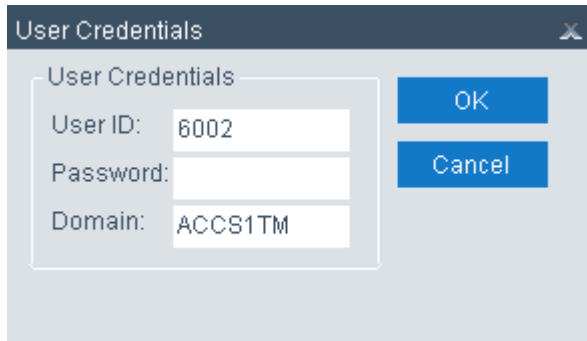 User Credentials
User Credentials
User ID: 6002
OK
Password:
Cancel
Domain: ACCS1TM